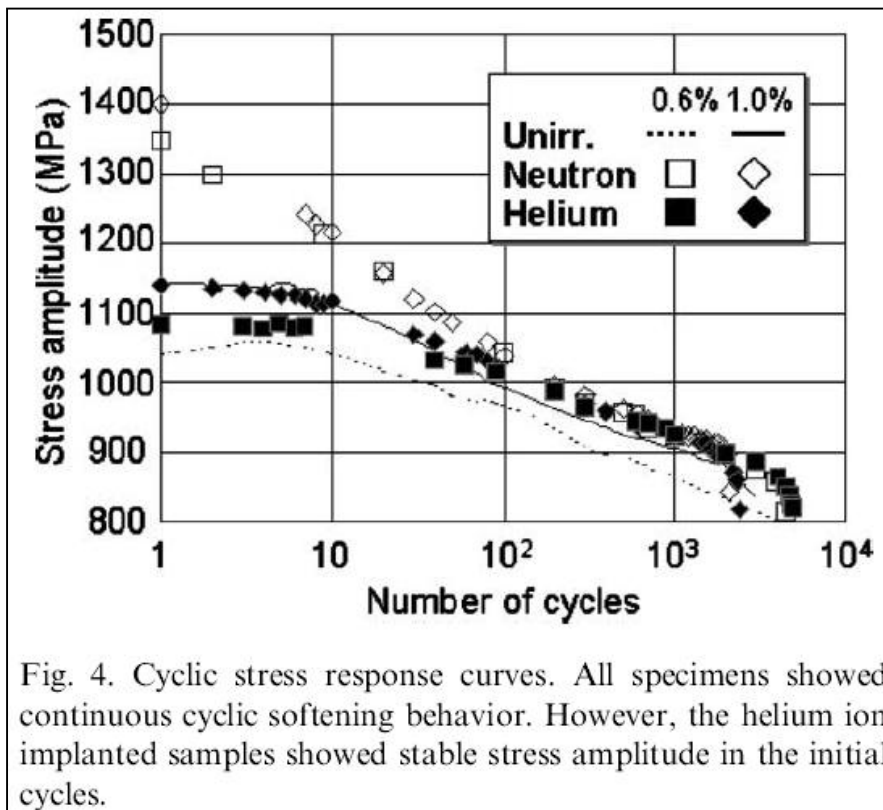 1500
1400
1300
1200
1100
1000
900
800
Stress amplitude (MPa)
0.6% 1.0%
Unirr.
Neutron
Helium
1 10 10² 10³ 10⁴
Number of cycles
Fig. 4. Cyclic stress response curves. All specimens showed
continuous cyclic softening behavior. However, the helium ion
implanted samples showed stable stress amplitude in the initial
cycles.